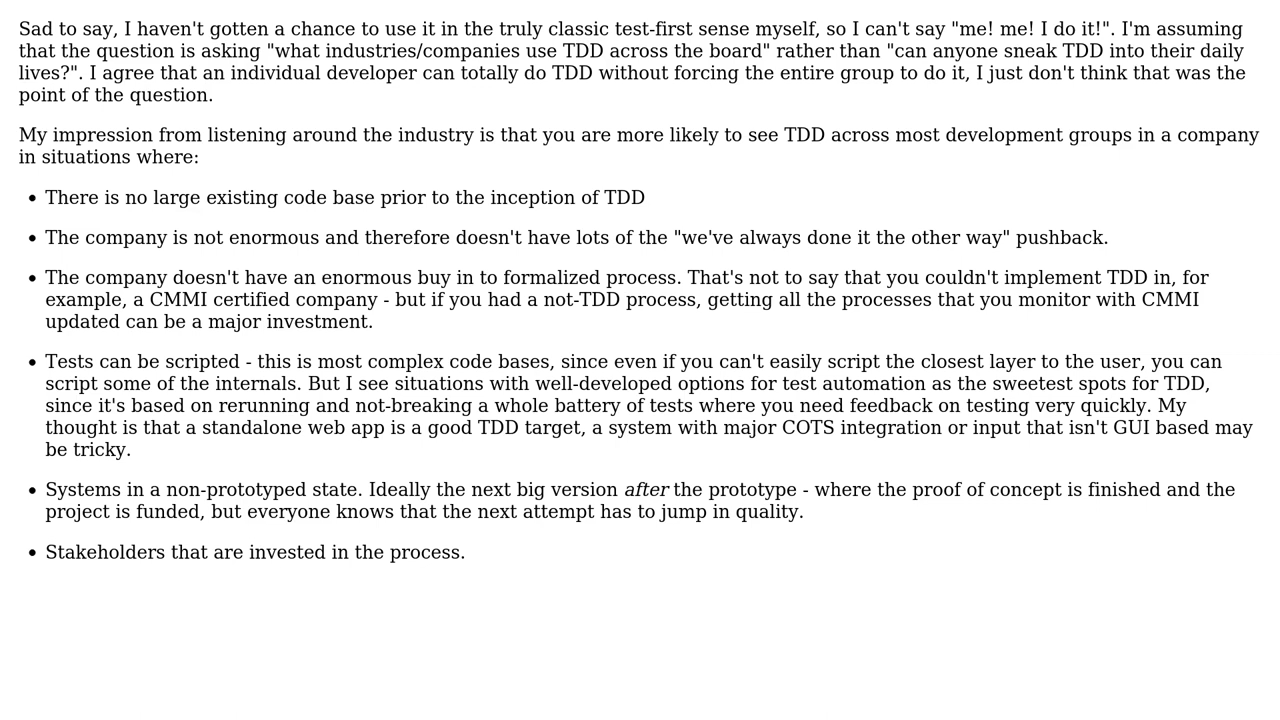 Sad to say, I haven't gotten a chance to use it in the truly classic test-first sense myself, so I can't say "me! me! I do it!". I'm assuming
that the question is asking "what industries/companies use TDD across the board" rather than "can anyone sneak TDD into their daily
lives?". I agree that an individual developer can totally do TDD without forcing the entire group to do it, I just don't think that was the
point of the question.
My impression from listening around the industry is that you are more likely to see TDD across most development groups in a company
in situations where:
• There is no large existing code base prior to the inception of TDD
• The company is not enormous and therefore doesn't have lots of the "we've always done it the other way" pushback.
• The company doesn't have an enormous buy in to formalized process. That's not to say that you couldn't implement TDD in, for
example, a CMMI certified company - but if you had a not-TDD process, getting all the processes that you monitor with CMMI
updated can be a major investment.
• Tests can be scripted - this is most complex code bases, since even if you can't easily script the closest layer to the user, you can
script some of the internals. But I see situations with well-developed options for test automation as the sweetest spots for TDD,
since it's based on rerunning and not-breaking a whole battery of tests where you need feedback on testing very quickly. My
thought is that a standalone web app is a good TDD target, a system with major COTS integration or input that isn't GUI based may
be tricky.
• Systems in a non-prototyped state. Ideally the next big version after the prototype - where the proof of concept is finished and the
project is funded, but everyone knows that the next attempt has to jump in quality.
• Stakeholders that are invested in the process.